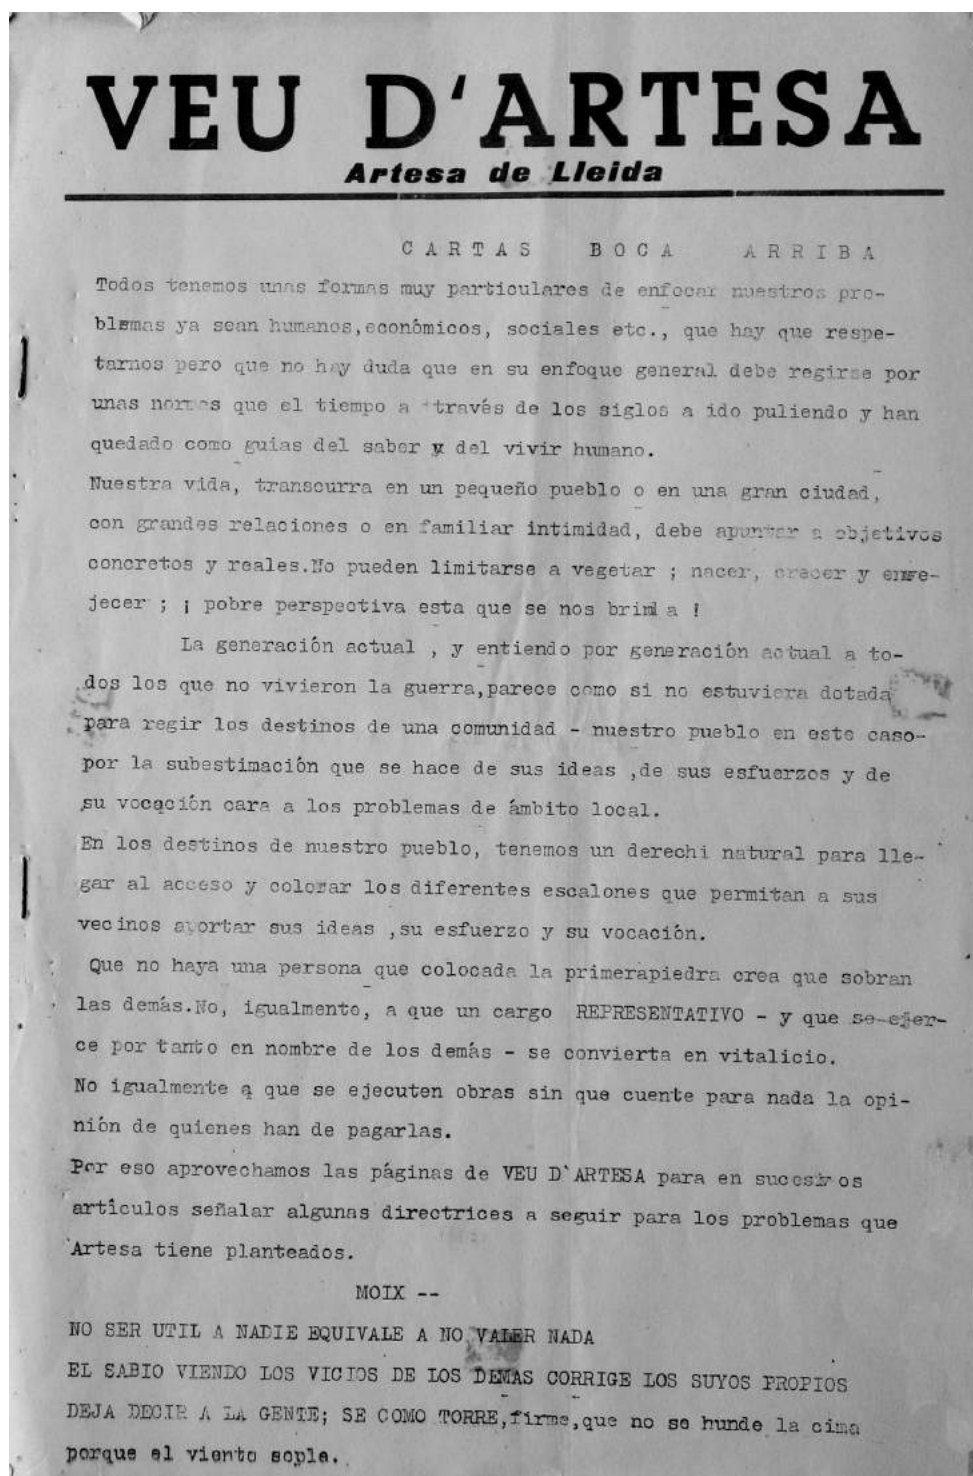 VEU D'ARTESA
Artesa de Lleida
CARTAS BOCA ARRIBA
Todos tenemos unas formas muy particulares de enfocar nuestros pro-
blemas ya sean humanos,económicos, sociales etc., que hay que respe-
tarnos pero que no hay duda que en su enfoque general debe regirse por
unas normas que el tiempo a través de los siglos a ido puliendo y han
quedado como guias del saber y del vivir humano.
Nuestra vida, transcurra en un pequeño pueblo o en una gran ciudad,
con grandes relaciones o en familiar intimidad, debe apuntar a objetivos
concretos y reales.No pueden limitarse a vegetar ; nacer, crecer y enve-
jecer ; ¡ pobre perspectiva esta que se nos brinda !
La generación actual , y entiendo por generación actual a to-
dos los que no vivieron la guerra,parece como si no estuviera dotada
para regir los destinos de una comunidad - nuestro pueblo en este caso-
por la subestimación que se hace de sus ideas ,de sus esfuerzos y de
su vocación cara a los problemas de ámbito local.
En los destinos de nuestro pueblo, tenemos un derechi natural para lle-
gar al acceso y colorar los diferentes escalones que permitan a sus
vecinos aportar sus ideas ,su esfuerzo y su vocación.
Que no haya una persona que colocada la primerapiedra crea que sobran
las demás.No, igualmente, a que un cargo REPRESENTATIVO - y que se ejer-
ce por tanto en nombre de los demás - se convierta en vitalicio.
No igualmente a que se ejecuten obras sin que cuente para nada la opi-
nión de quienes han de pagarlas.
Por eso aprovechamos las páginas de VEU D`ARTESA para en sucesivos
artículos señalar algunas directrices a seguir para los problemas que
Artesa tiene planteados.
MOIX --
NO SER UTIL A NADIE EQUIVALE A NO VALER NADA
EL SABIO VIENDO LOS VICIOS DE LOS DEMAS CORRIGE LOS SUYOS PROPIOS
DEJA DECIR A LA GENTE; SE COMO TORRE,firme,que no se hunde la cima
porque el viento sople.